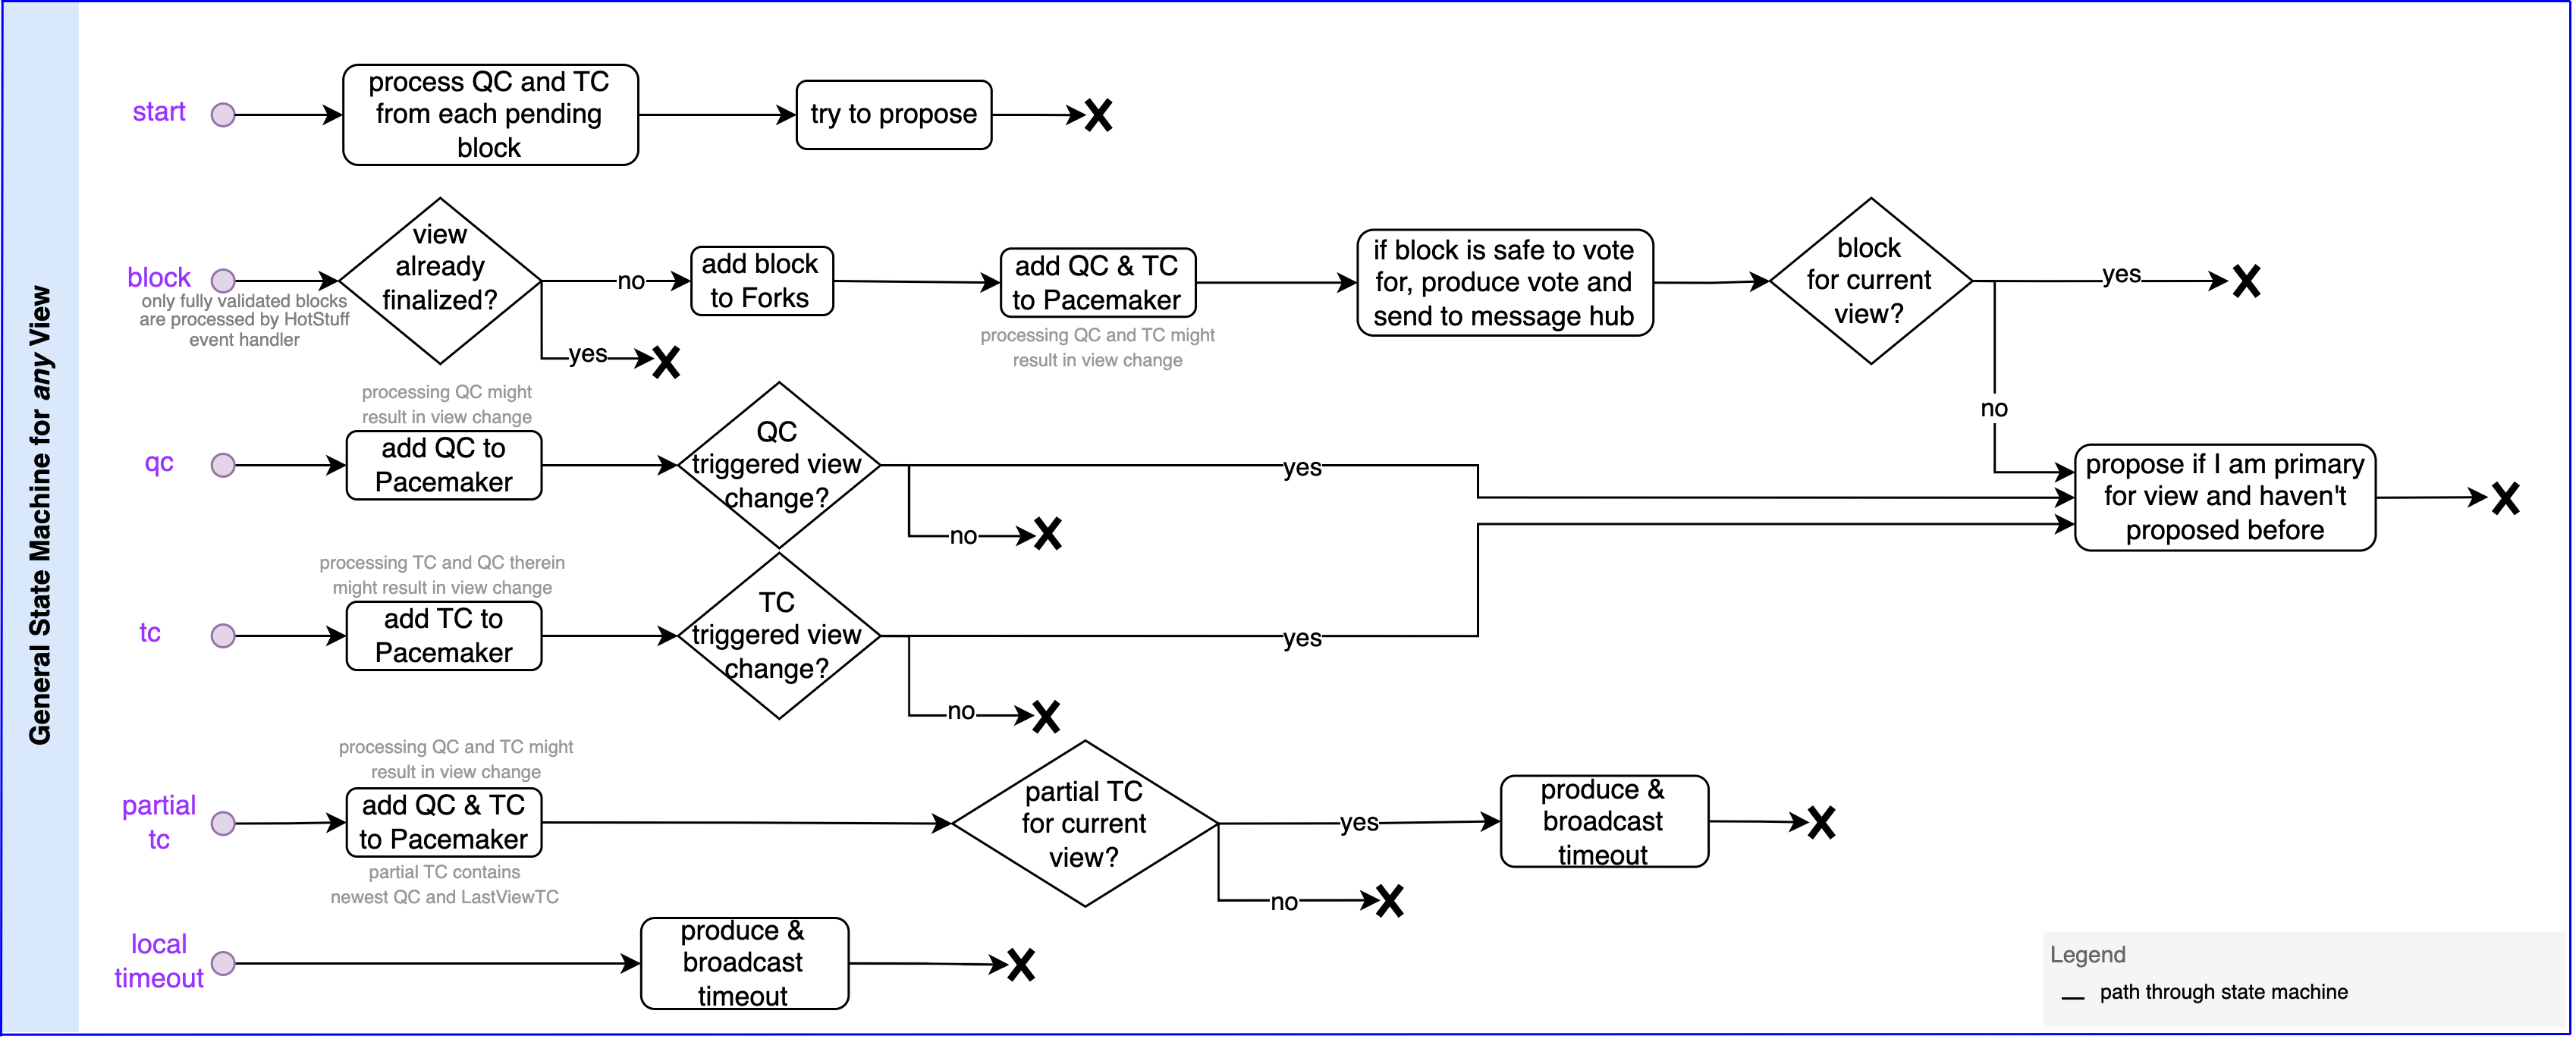 General State Machine for any View
start
process QC and TC
from each pending
block
try to propose
block
only fully validated blocks
are processed by HotStuff
event handler
view
already
finalized?
no
yes
add block
to Forks
add QC & TC
to Pacemaker
processing QC and TC might
result in view change
if block is safe to vote
for, produce vote and
send to message hub
block
for current
view?
yes
no
qc
processing QC might
result in view change
add QC to
Pacemaker
QC
triggered view
change?
yes
no
propose if I am primary
for view and haven't
proposed before
tc
processing TC and QC therein
might result in view change
add TC to
Pacemaker
TC
triggered view
change?
yes
no
partial
tc
processing QC and TC might
result in view change
add QC & TC
to Pacemaker
partial TC contains
newest QC and LastViewTC
partial TC
for current
view?
yes
no
produce &
broadcast
timeout
local
timeout
produce &
broadcast
timeout
Legend
path through state machine